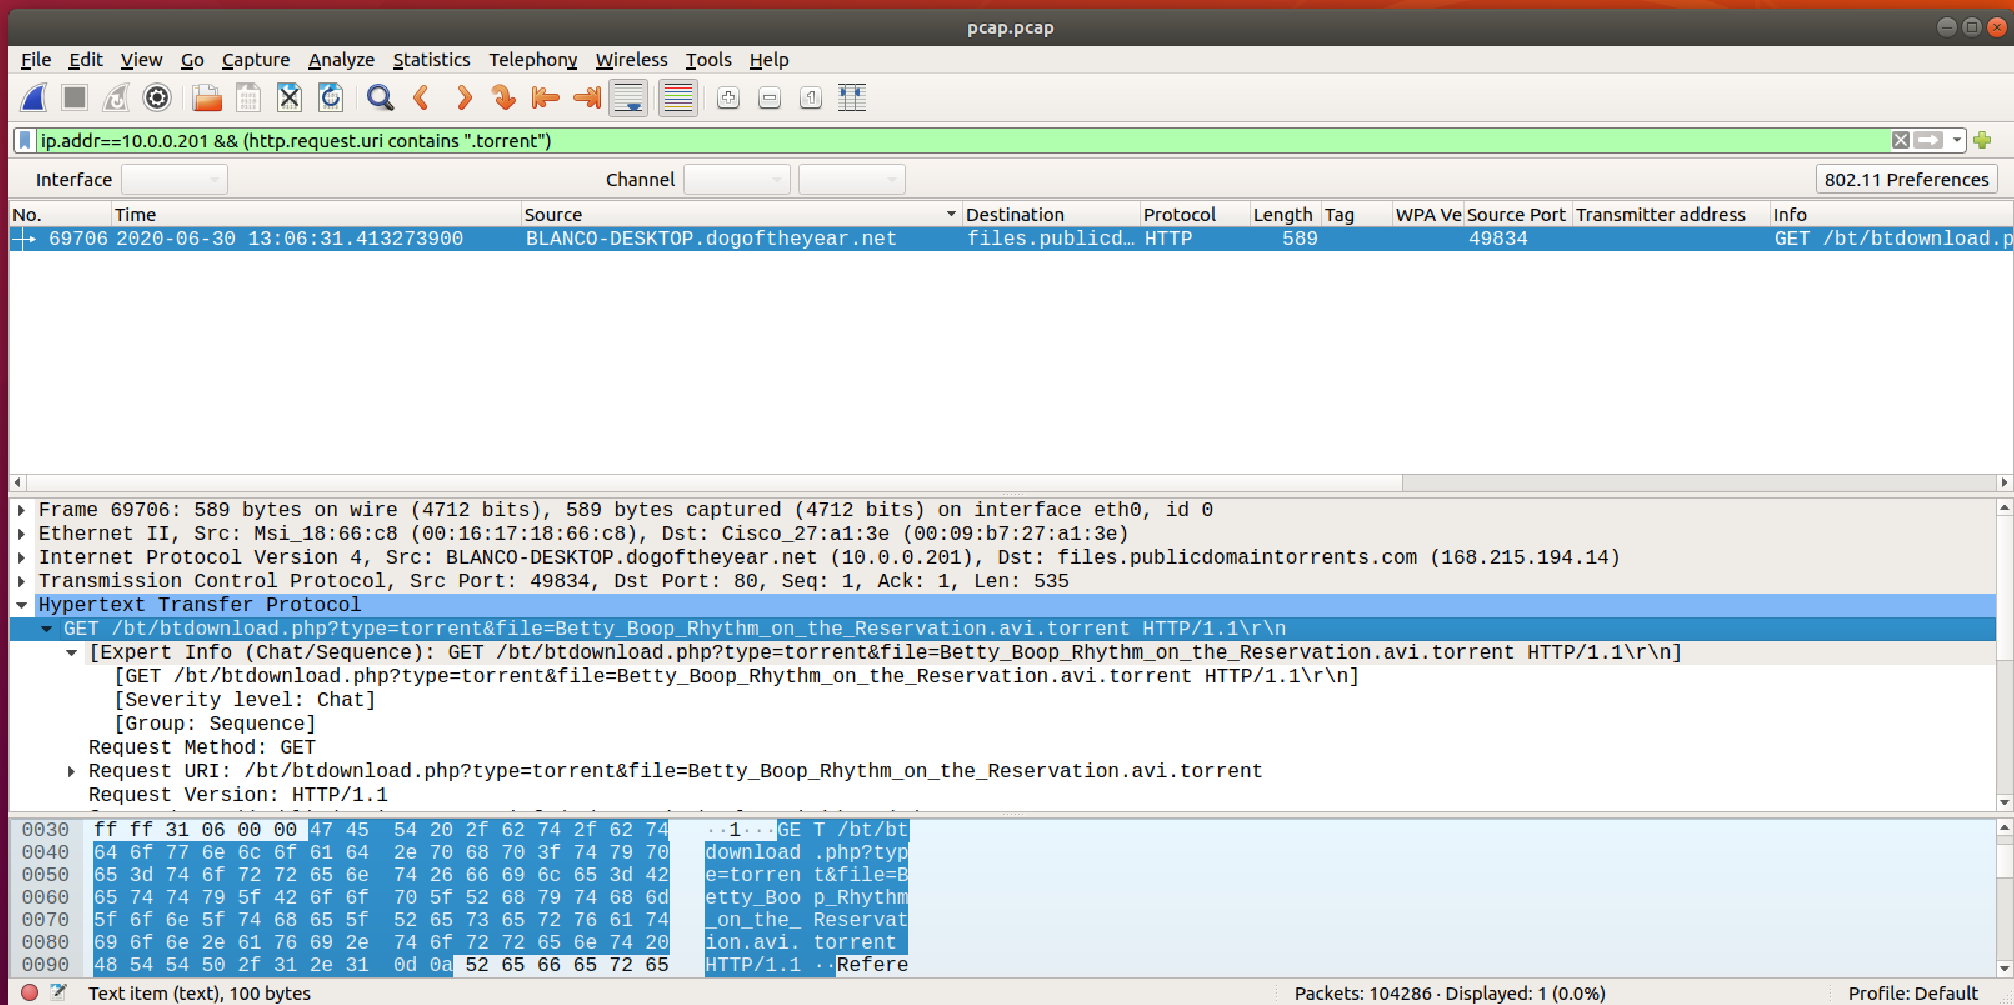 pcap.pcap
File Edit View Go Capture Analyze Statistics Telephony Wireless Tools Help
ip.addr==10.0.0.201 && (http.request.uri contains ".torrent")
Interface Channel 802.11 Preferences
No. Time Source Destination Protocol Length Tag WPA Ve Source Port Transmitter address Info
69706 2020-06-30 13:06:31.413273900 BLANCO-DESKTOP.dogoftheyear.net files.publicd… HTTP 589 49834 GET /bt/btdownload.p
Frame 69706: 589 bytes on wire (4712 bits), 589 bytes captured (4712 bits) on interface eth0, id 0
Ethernet II, Src: Msi_18:66:c8 (00:16:17:18:66:c8), Dst: Cisco_27:a1:3e (00:09:b7:27:a1:3e)
Internet Protocol Version 4, Src: BLANCO-DESKTOP.dogoftheyear.net (10.0.0.201), Dst: files.publicdomaintorrents.com (168.215.194.14)
Transmission Control Protocol, Src Port: 49834, Dst Port: 80, Seq: 1, Ack: 1, Len: 535
Hypertext Transfer Protocol
GET /bt/btdownload.php?type=torrent&file=Betty_Boop_Rhythm_on_the_Reservation.avi.torrent HTTP/1.1\r\n
[Expert Info (Chat/Sequence): GET /bt/btdownload.php?type=torrent&file=Betty_Boop_Rhythm_on_the_Reservation.avi.torrent HTTP/1.1\r\n]
[GET /bt/btdownload.php?type=torrent&file=Betty_Boop_Rhythm_on_the_Reservation.avi.torrent HTTP/1.1\r\n]
[Severity level: Chat]
[Group: Sequence]
Request Method: GET
Request URI: /bt/btdownload.php?type=torrent&file=Betty_Boop_Rhythm_on_the_Reservation.avi.torrent
Request Version: HTTP/1.1
0030 ff ff 31 06 00 00 47 45 54 20 2f 62 74 2f 62 74 ··1···GE T /bt/bt
0040 64 6f 77 6e 6c 6f 61 64 2e 70 68 70 3f 74 79 70 download .php?typ
0050 65 3d 74 6f 72 72 65 6e 74 26 66 69 6c 65 3d 42 e=torren t&file=B
0060 65 74 74 79 5f 42 6f 6f 70 5f 52 68 79 74 68 6d etty_Boo p_Rhythm
0070 5f 6f 6e 5f 74 68 65 5f 52 65 73 65 72 76 61 74 _on_the_ Reservat
0080 69 6f 6e 2e 61 76 69 2e 74 6f 72 72 65 6e 74 20 ion.avi. torrent
0090 48 54 54 50 2f 31 2e 31 0d 0a 52 65 66 65 72 65 HTTP/1.1 ··Refere
Text item (text), 100 bytes Packets: 104286 · Displayed: 1 (0.0%) Profile: Default